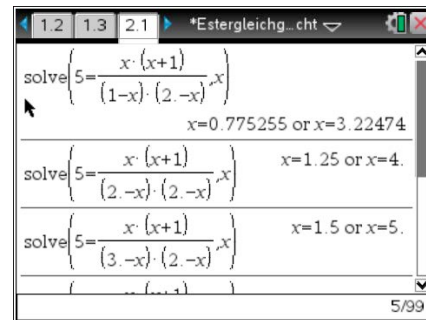 1.2 1.3 2.1 *Estergleichg…cht
solve(5=x·(x+1)/((1−x)·(2.−x)),x)
x=0.775255 or x=3.22474
solve(5=x·(x+1)/((2.−x)·(2.−x)),x) x=1.25 or x=4.
solve(5=x·(x+1)/((3.−x)·(2.−x)),x) x=1.5 or x=5.
5/99